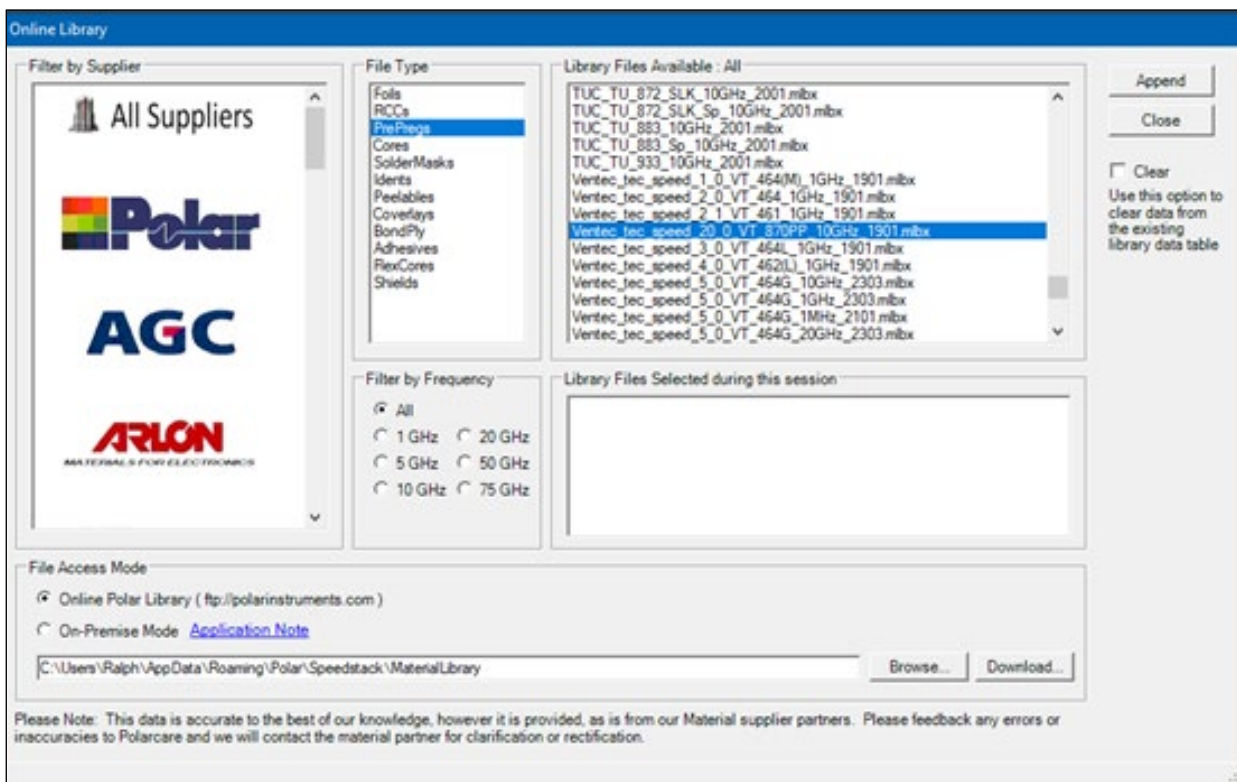 Online Library
Filter by Supplier
All Suppliers
Polar
AGC
ARLON
MATERIALS FOR ELECTRONICS
File Type
Foils
RCCs
PrePregs
Cores
SolderMasks
Idents
Peelables
Coverlays
BondPly
Adhesives
FlexCores
Shields
Library Files Available : All
TUC_TU_872_SLK_10GHz_2001.mlbx
TUC_TU_872_SLK_Sp_10GHz_2001.mlbx
TUC_TU_883_10GHz_2001.mlbx
TUC_TU_883_Sp_10GHz_2001.mlbx
TUC_TU_933_10GHz_2001.mlbx
Ventec_tec_speed_1_0_VT_464(M)_1GHz_1901.mlbx
Ventec_tec_speed_2_0_VT_464_1GHz_1901.mlbx
Ventec_tec_speed_2_1_VT_461_1GHz_1901.mlbx
Ventec_tec_speed_20_0_VT_870PP_10GHz_1901.mlbx
Ventec_tec_speed_3_0_VT_464L_1GHz_1901.mlbx
Ventec_tec_speed_4_0_VT_462(L)_1GHz_1901.mlbx
Ventec_tec_speed_5_0_VT_464G_10GHz_2303.mlbx
Ventec_tec_speed_5_0_VT_464G_1GHz_2303.mlbx
Ventec_tec_speed_5_0_VT_464G_1MHz_2101.mlbx
Ventec_tec_speed_5_0_VT_464G_20GHz_2303.mlbx
Append
Close
Clear
Use this option to
clear data from
the existing
library data table
Filter by Frequency
All
1 GHz 20 GHz
5 GHz 50 GHz
10 GHz 75 GHz
Library Files Selected during this session
File Access Mode
Online Polar Library ( ftp://polarinstruments.com )
On-Premise Mode Application Note
C:\Users\Ralph\AppData\Roaming\Polar\Speedstack\MaterialLibrary
Browse... Download...
Please Note: This data is accurate to the best of our knowledge, however it is provided, as is from our Material supplier partners. Please feedback any errors or
inaccuracies to Polarcare and we will contact the material partner for clarification or rectification.